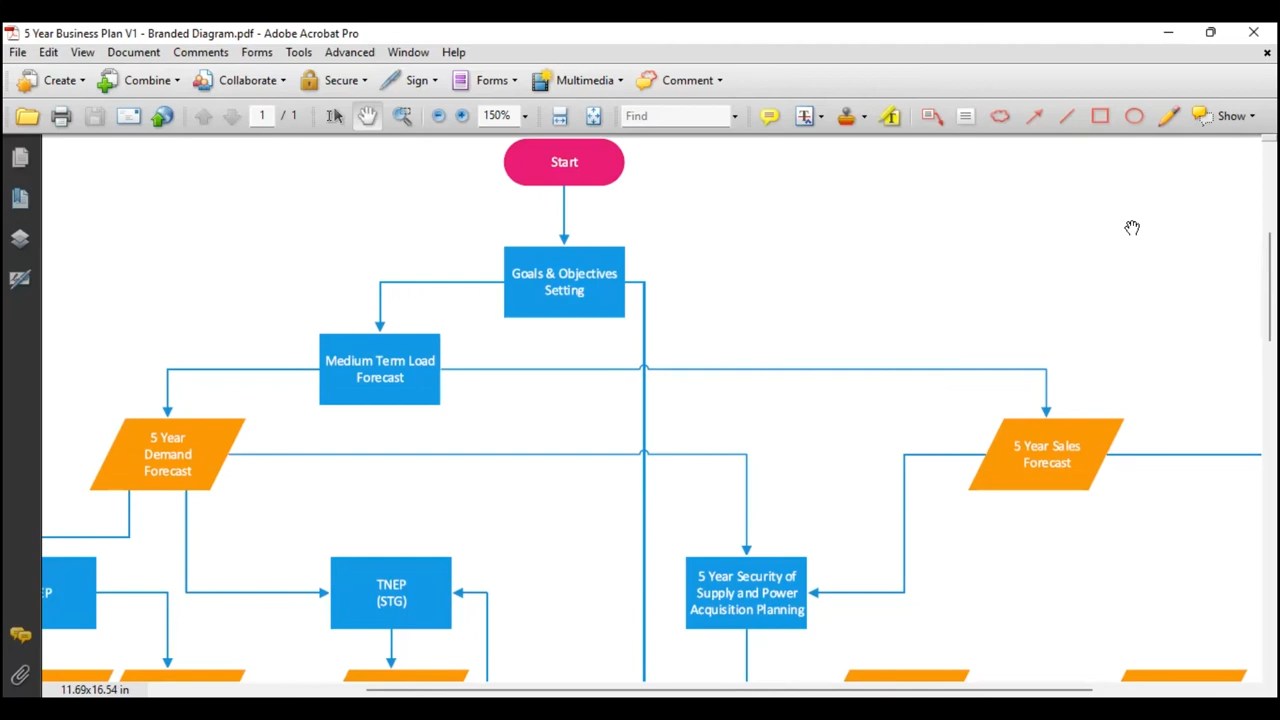 5 Year Business Plan V1 - Branded Diagram.pdf - Adobe Acrobat Pro
File Edit View Document Comments Forms Tools Advanced Window Help
Create Combine Collaborate Secure Sign Forms Multimedia Comment
1 / 1 150% Find Show
Start
Goals & Objectives
Setting
Medium Term Load
Forecast
5 Year
Demand
Forecast
5 Year Sales
Forecast
EP
TNEP
(STG)
5 Year Security of
Supply and Power
Acquisition Planning
11.69x16.54 in